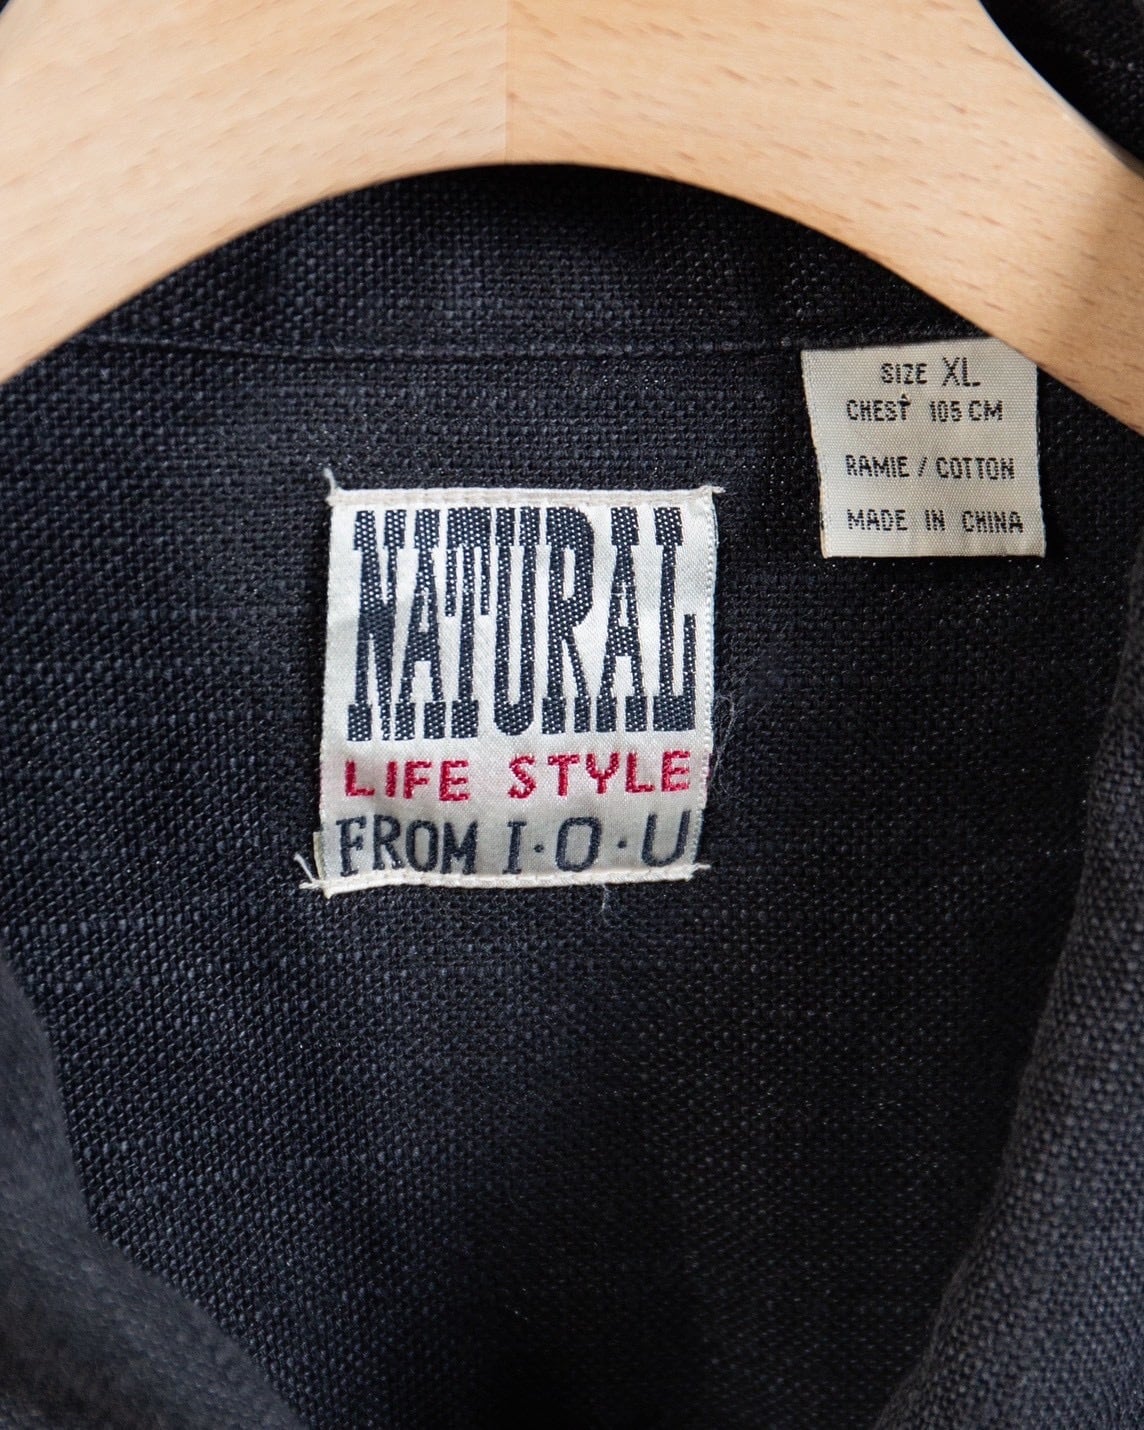 NATURAL
LIFE STYLE
FROM I·O·U
SIZE XL
CHEST 105 CM
RAMIE / COTTON
MADE IN CHINA